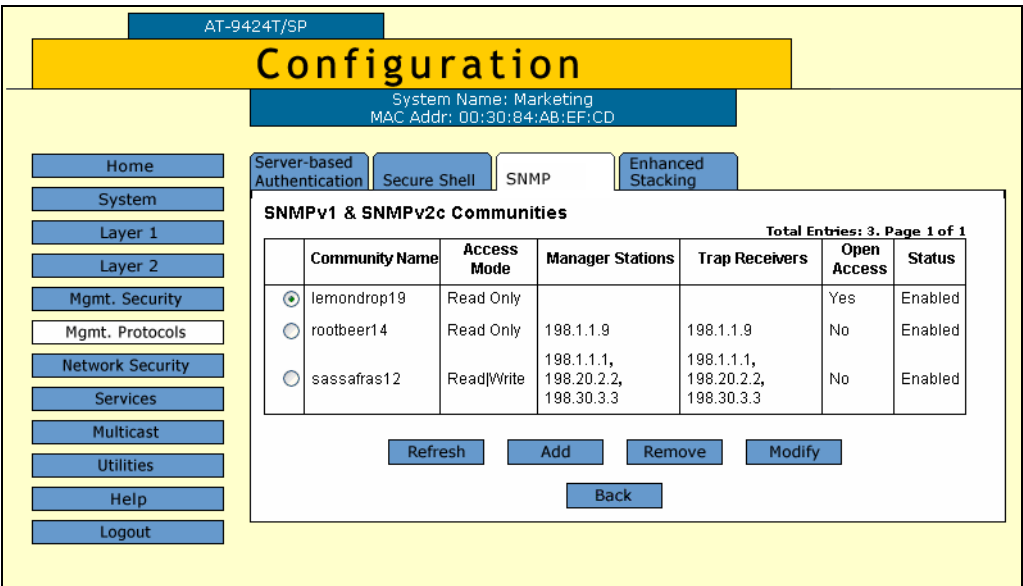 AT-9424T/SP
Configuration
System Name: Marketing
MAC Addr: 00:30:84:AB:EF:CD
Home
System
Layer 1
Layer 2
Mgmt. Security
Mgmt. Protocols
Network Security
Services
Multicast
Utilities
Help
Logout
Server-based
Authentication
Secure Shell
SNMP
Enhanced
Stacking
SNMPv1 & SNMPv2c Communities
Total Entries: 3. Page 1 of 1
Community Name
Access
Mode
Manager Stations
Trap Receivers
Open
Access
Status
lemondrop19 Read Only Yes Enabled
rootbeer14 Read Only 198.1.1.9 198.1.1.9 No Enabled
sassafras12 Read|Write
198.1.1.1,
198.20.2.2,
198.30.3.3
198.1.1.1,
198.20.2.2,
198.30.3.3
No Enabled
Refresh Add Remove Modify
Back